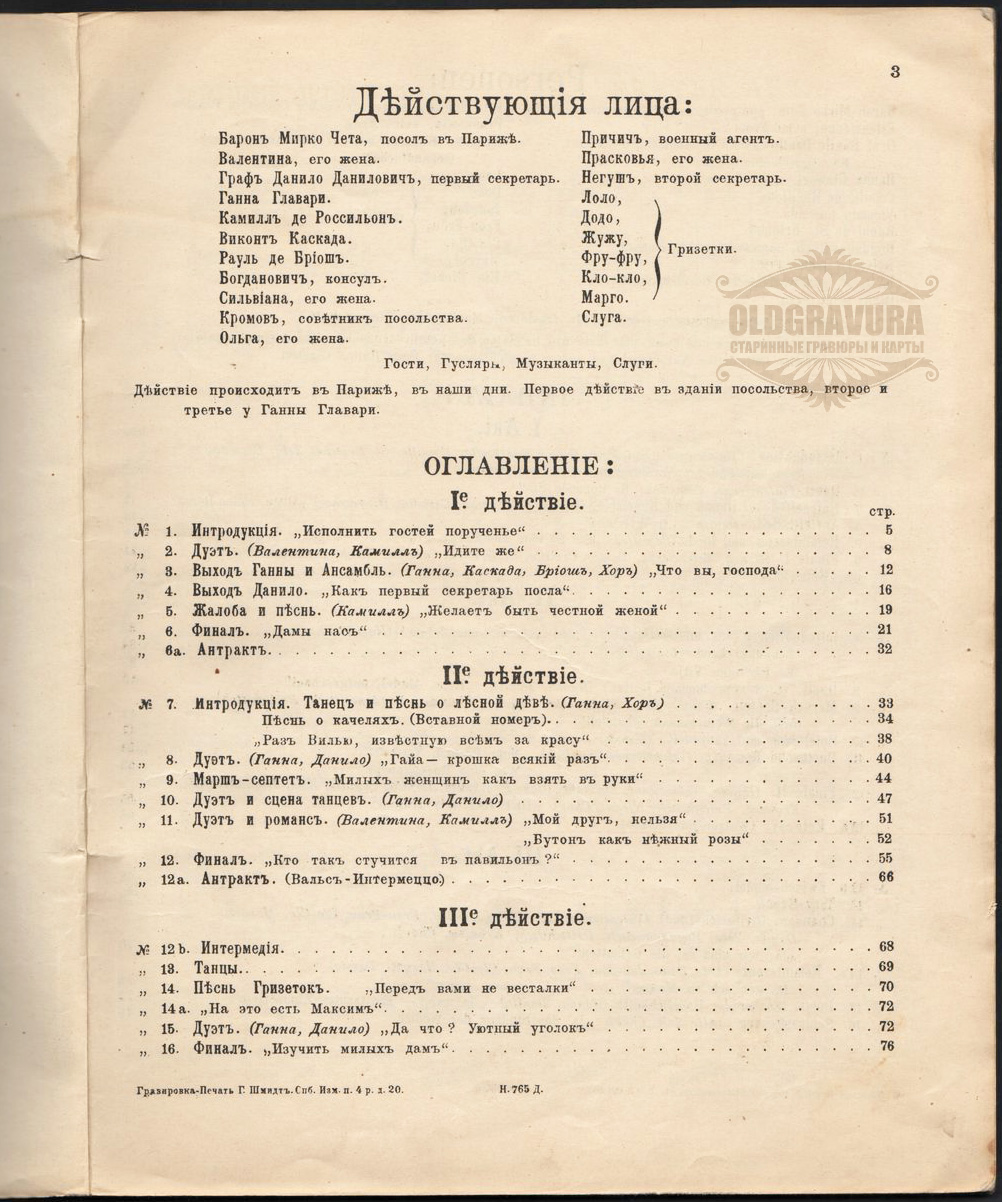 3
Дѣйствующія лица:
Баронъ Мирко Чета, посолъ въ Парижѣ.
Валентина, его жена.
Графъ Данило Даниловичъ, первый секретарь.
Ганна Главари.
Камиллъ де Россильонъ.
Виконтъ Каскада.
Рауль де Бріошъ.
Богдановичъ, консулъ.
Сильвіана, его жена.
Кромовъ, совѣтникъ посольства.
Ольга, его жена.
Причичъ, военный агентъ.
Прасковья, его жена.
Негушъ, второй секретарь.
Лоло,
Додо,
Жужу,
Фру-фру,
Кло-кло,
Марго.
Гризетки.
Слуга.
OLDGRAVURA
СТАРИННЫЕ ГРАВЮРЫ И КАРТЫ
Гости, Гусляры, Музыканты, Слуги.
Дѣйствіе происходитъ въ Парижѣ, въ наши дни. Первое дѣйствіе въ зданіи посольства, второе и
третье у Ганны Главари.
ОГЛАВЛЕНІЕ:
Iе. дѣйствіе.
стр.
№ 1. Интродукція. „Исполнить гостей порученье“ . . . . 5
„ 2. Дуэтъ. (Валентина, Камиллъ) „Идите же“ . . . . 8
„ 3. Выходъ Ганны и Ансамбль. (Ганна, Каскада, Бріошъ, Хоръ) „Что вы, господа“ . . . . 12
„ 4. Выходъ Данило. „Какъ первый секретарь посла“ . . . . 16
„ 5. Жалоба и пѣснь. (Камиллъ) „Желаетъ быть честной женой“ . . . . 19
„ 6. Финалъ. „Дамы насъ“ . . . . 21
„ 6а. Антрактъ. . . . . 32
IIе. дѣйствіе.
№ 7. Интродукція. Танецъ и пѣснь о лѣсной дѣвѣ. (Ганна, Хоръ) . . . . 33
Пѣснь о качеляхъ. (Вставной номеръ). . . . . 34
„Разъ Вилью, извѣстную всѣмъ за красу“ . . . . 38
„ 8. Дуэтъ. (Ганна, Данило) „Гайа — крошка всякій разъ“. . . . . 40
„ 9. Маршъ-септетъ. „Милыхъ женщинъ какъ взять въ руки“ . . . . 44
„ 10. Дуэтъ и сцена танцевъ. (Ганна, Данило) . . . . 47
„ 11. Дуэтъ и романсъ. (Валентина, Камиллъ) „Мой другъ, нельзя“ . . . . 51
„Бутонъ какъ нѣжный розы“ . . . . 52
„ 12. Финалъ. „Кто такъ стучится въ павильонъ?“ . . . . 55
„ 12а. Антрактъ. (Вальсъ-Интермеццо.) . . . . 66
IIIе. дѣйствіе.
№ 12 b. Интермедія. . . . . 68
„ 13. Танцы. . . . . 69
„ 14. Пѣснь Гризетокъ. „Передъ вами не весталки“ . . . . 70
„ 14 а. „На это есть Максимъ“. . . . . 72
„ 15. Дуэтъ. (Ганна, Данило) „Да что? Уютный уголокъ“ . . . . 72
„ 16. Финалъ. „Изучить милыхъ дамъ“. . . . . 76
Гравировка-Печать Г. Шмидтъ. Спб. Изм. п. 4 р. д. 20.
Н. 765 Д.